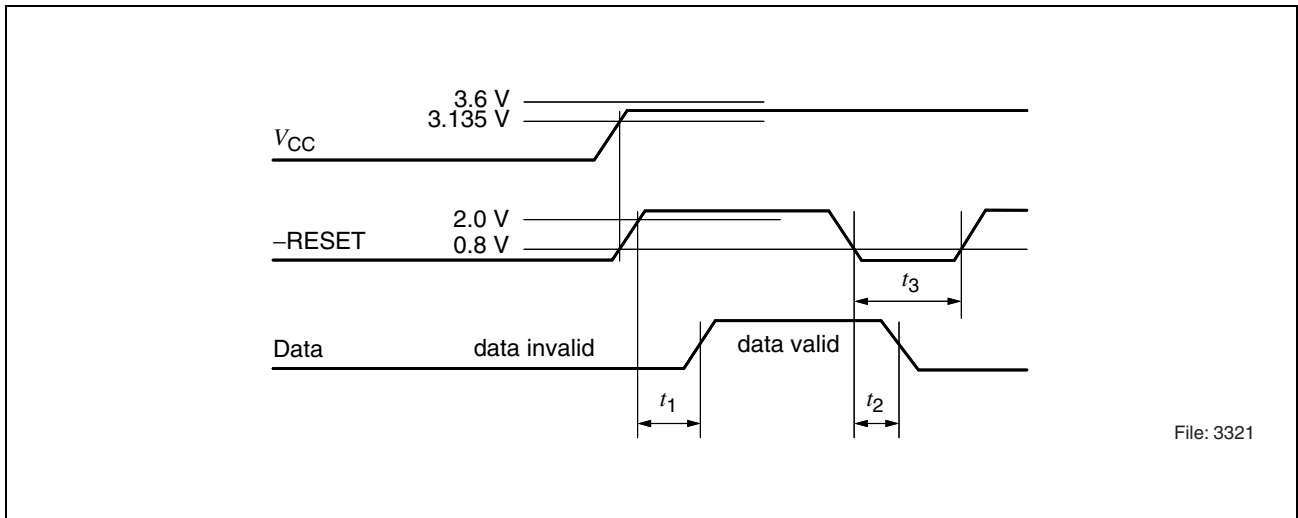 3.6 V
3.135 V
VCC
2.0 V
–RESET
0.8 V
t3
Data
data invalid
data valid
t1
t2
File: 3321